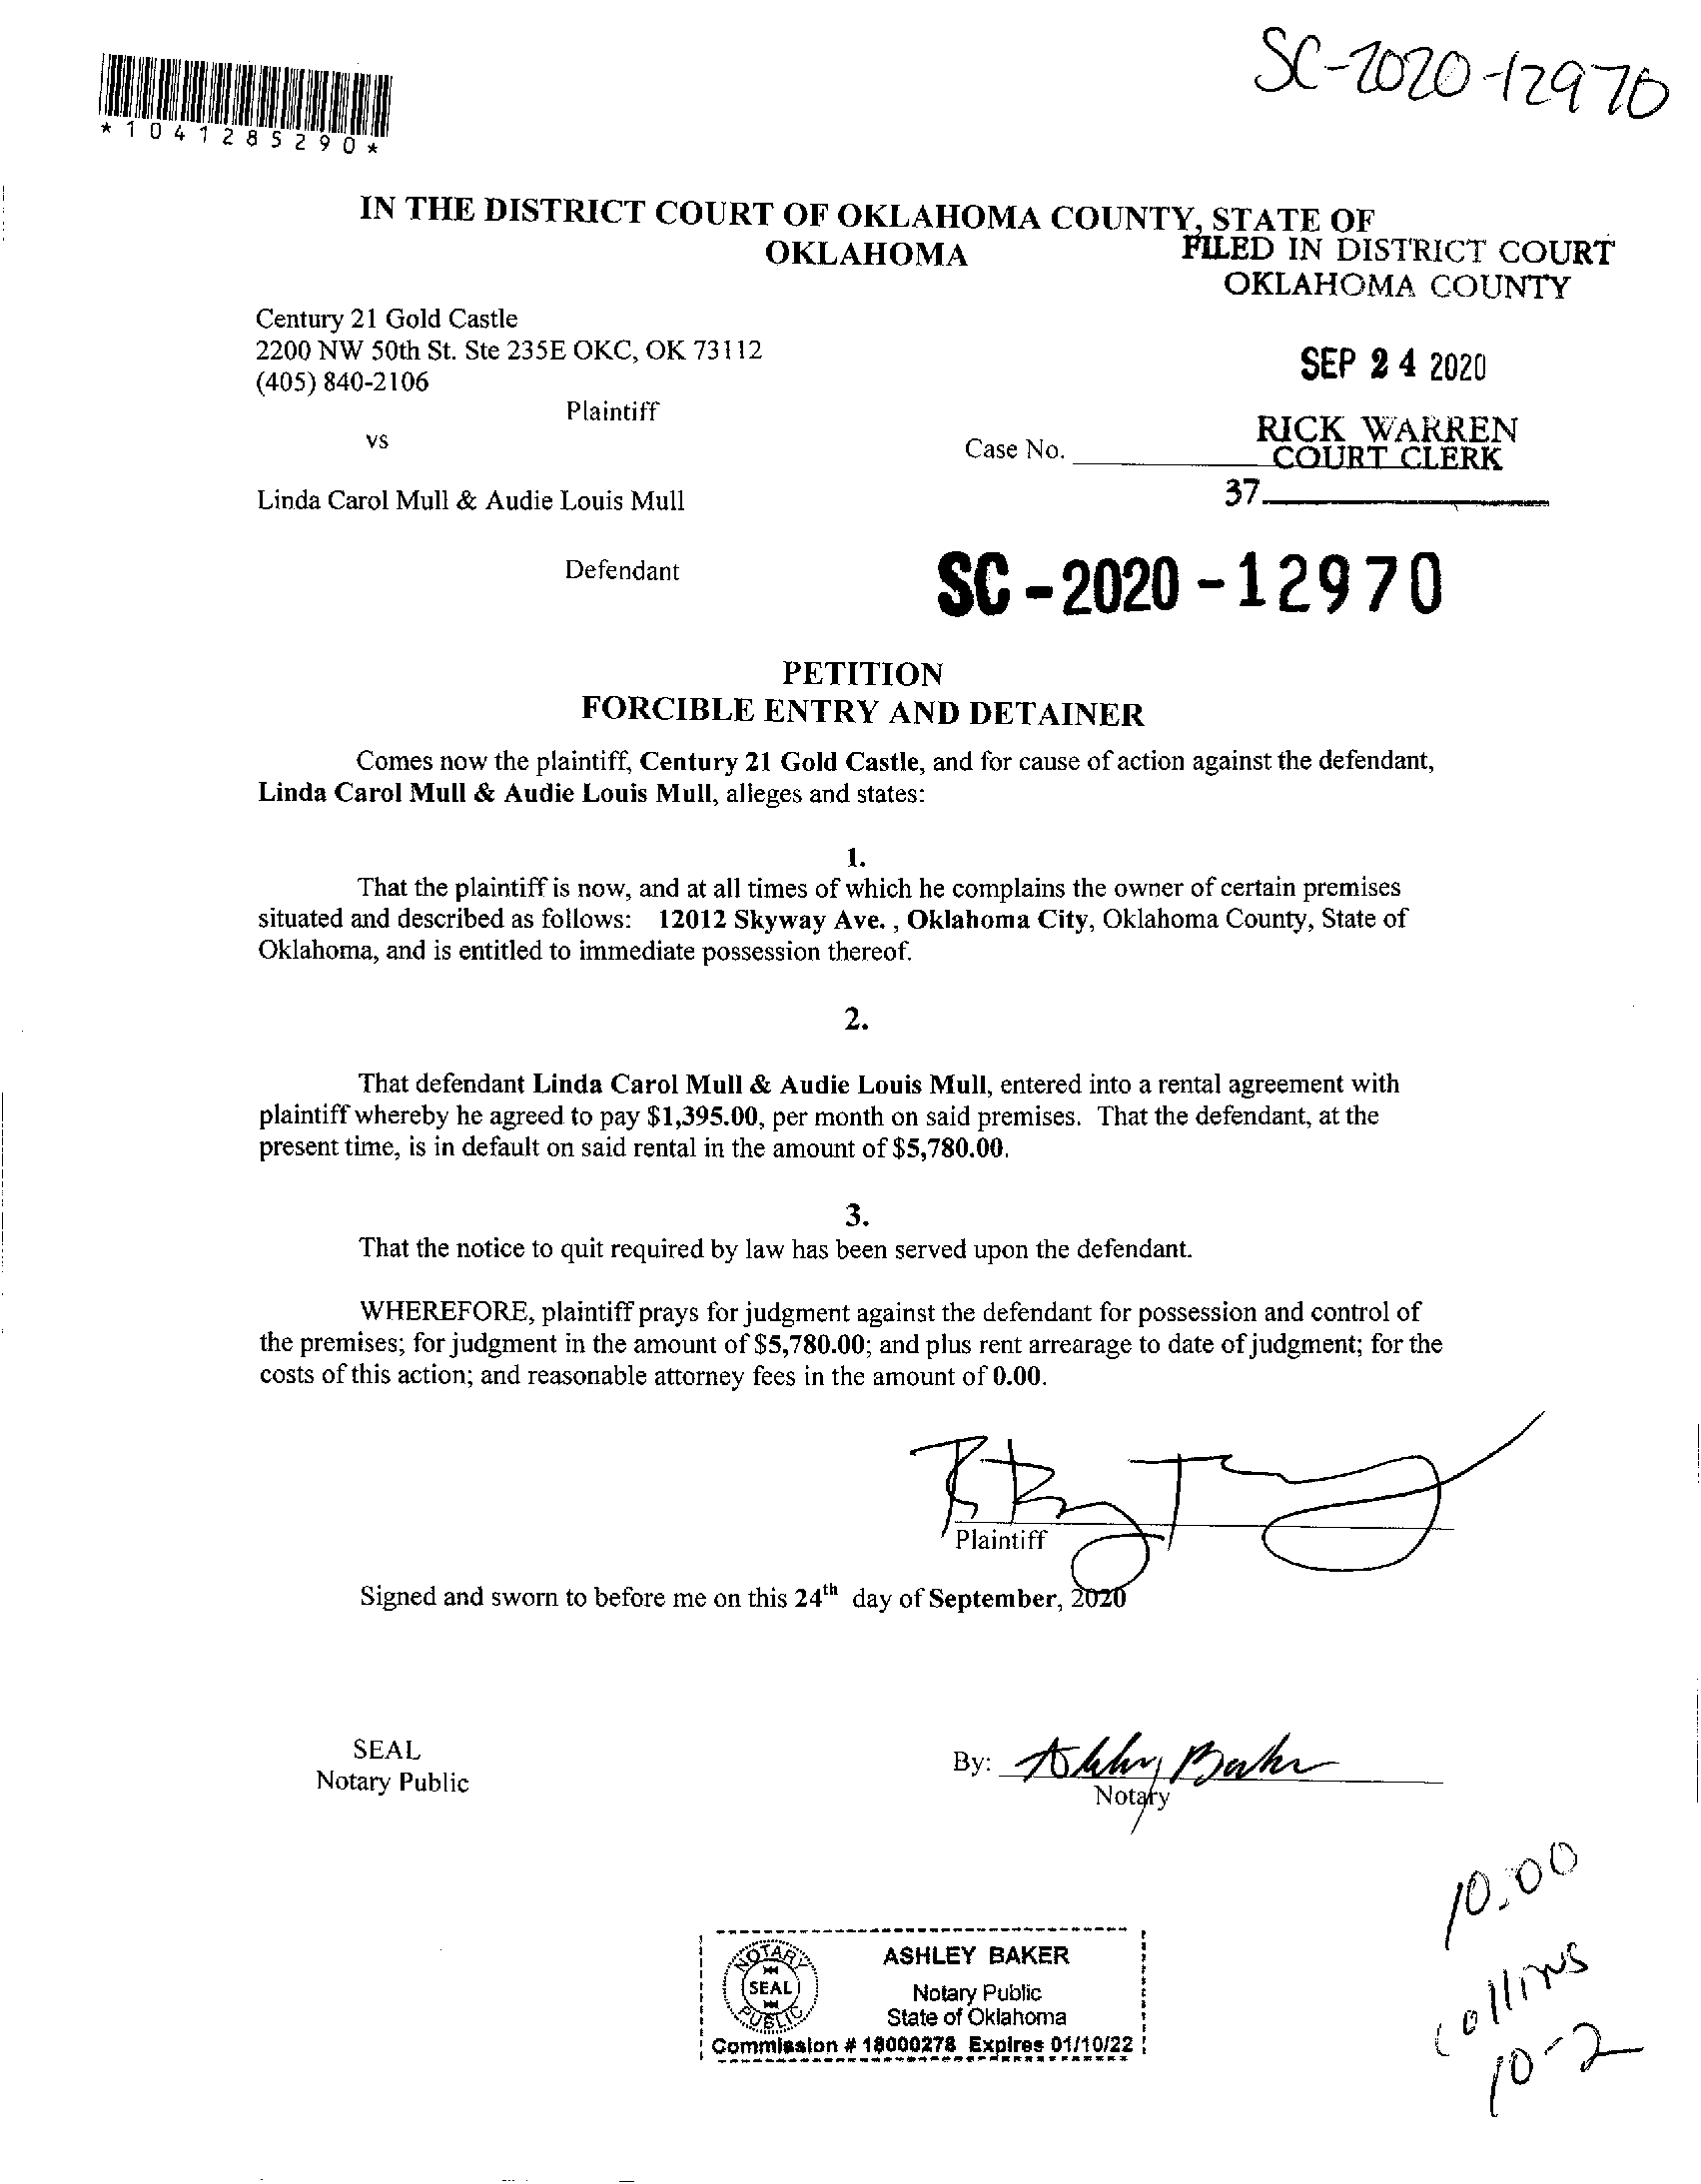 SC-2020-12970
*1041285290*
IN THE DISTRICT COURT OF OKLAHOMA COUNTY, STATE OF
OKLAHOMA
FILED IN DISTRICT COURT
OKLAHOMA COUNTY
Century 21 Gold Castle
2200 NW 50th St. Ste 235E OKC, OK 73112
(405) 840-2106
SEP 24 2020
Plaintiff
vs
RICK WARREN
COURT CLERK
Case No.
37
Linda Carol Mull & Audie Louis Mull
Defendant
SC-2020-12970
PETITION
FORCIBLE ENTRY AND DETAINER
Comes now the plaintiff, Century 21 Gold Castle, and for cause of action against the defendant,
Linda Carol Mull & Audie Louis Mull, alleges and states:
1.
That the plaintiff is now, and at all times of which he complains the owner of certain premises
situated and described as follows: 12012 Skyway Ave. , Oklahoma City, Oklahoma County, State of
Oklahoma, and is entitled to immediate possession thereof.
2.
That defendant Linda Carol Mull & Audie Louis Mull, entered into a rental agreement with
plaintiff whereby he agreed to pay $1,395.00, per month on said premises. That the defendant, at the
present time, is in default on said rental in the amount of $5,780.00.
3.
That the notice to quit required by law has been served upon the defendant.
WHEREFORE, plaintiff prays for judgment against the defendant for possession and control of
the premises; for judgment in the amount of $5,780.00; and plus rent arrearage to date of judgment; for the
costs of this action; and reasonable attorney fees in the amount of 0.00.
Plaintiff
Signed and sworn to before me on this 24th day of September, 2020
SEAL
Notary Public
By: Ashley Baker
Notary
10:00
collins
10-2
NOTARY PUBLIC
SEAL
ASHLEY BAKER
Notary Public
State of Oklahoma
Commission # 18000278 Expires 01/10/22